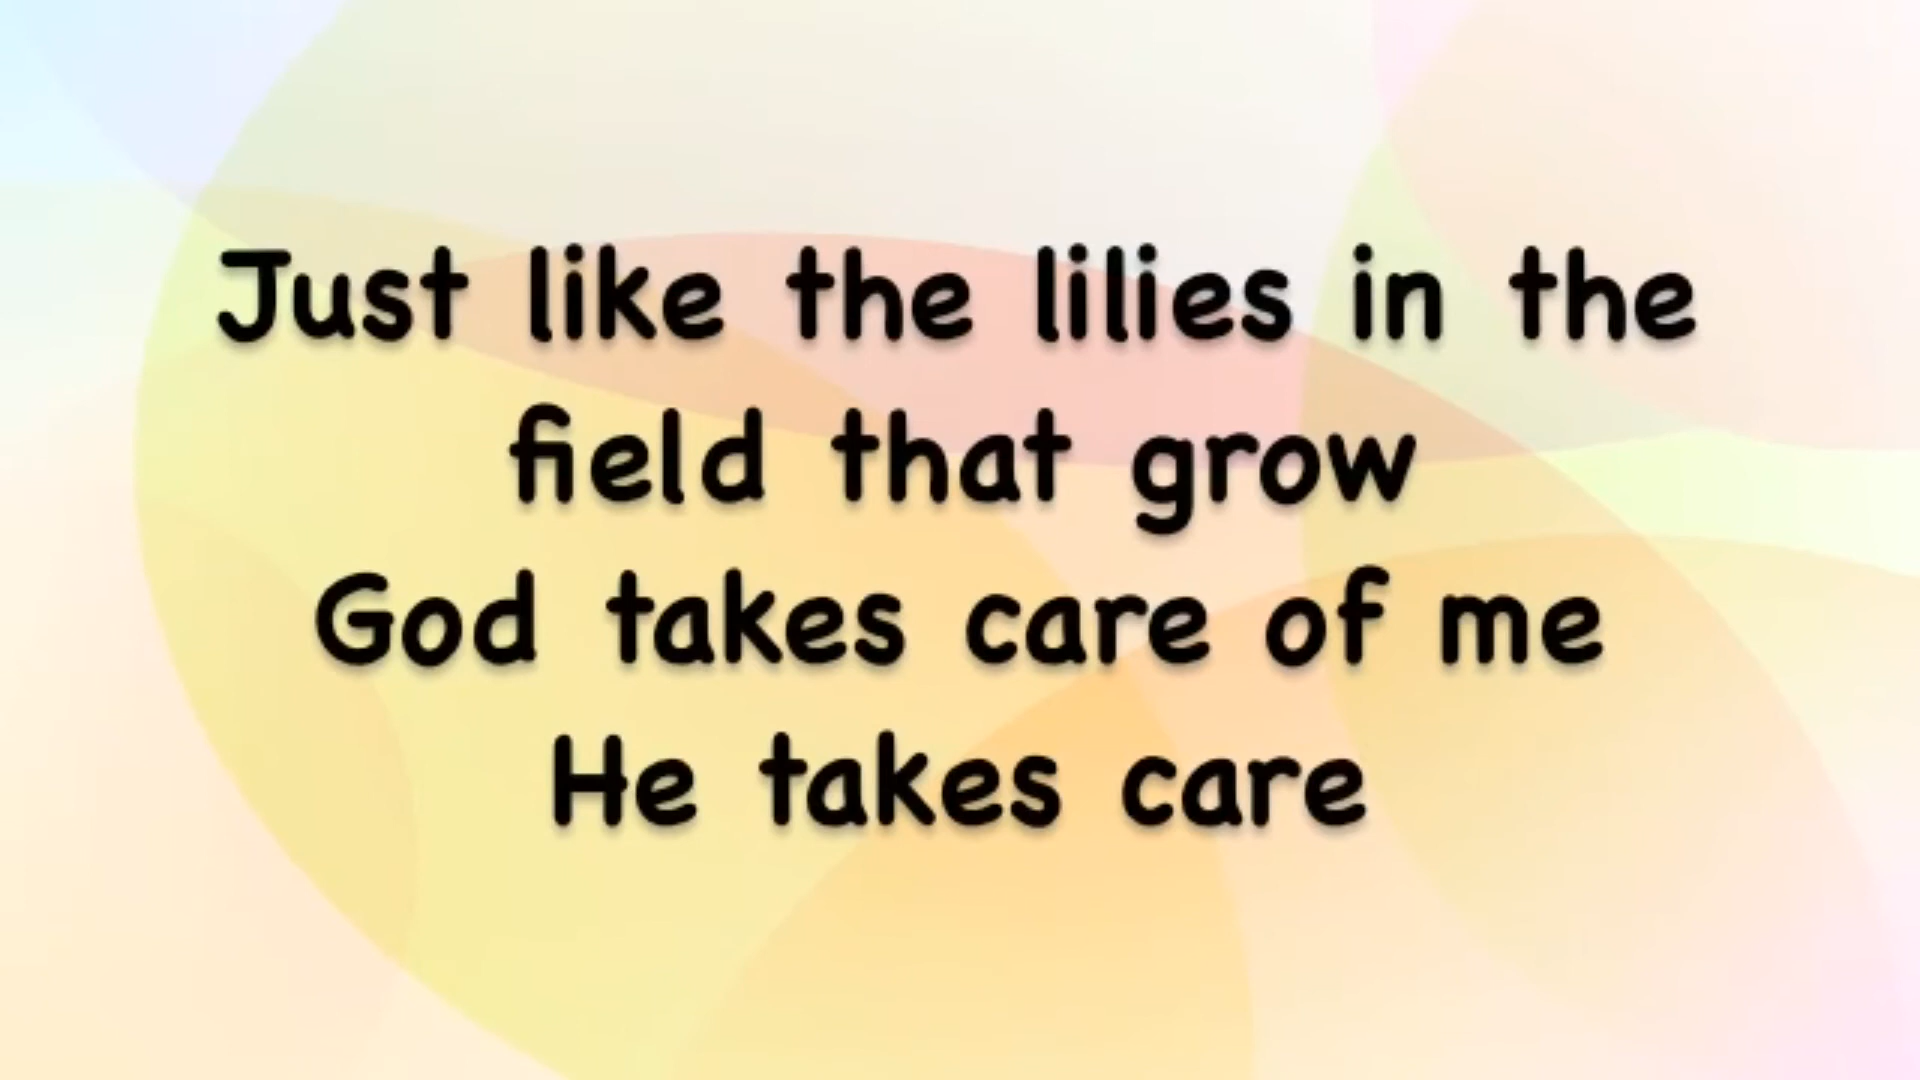 Just like the lilies in the
field that grow
God takes care of me
He takes care